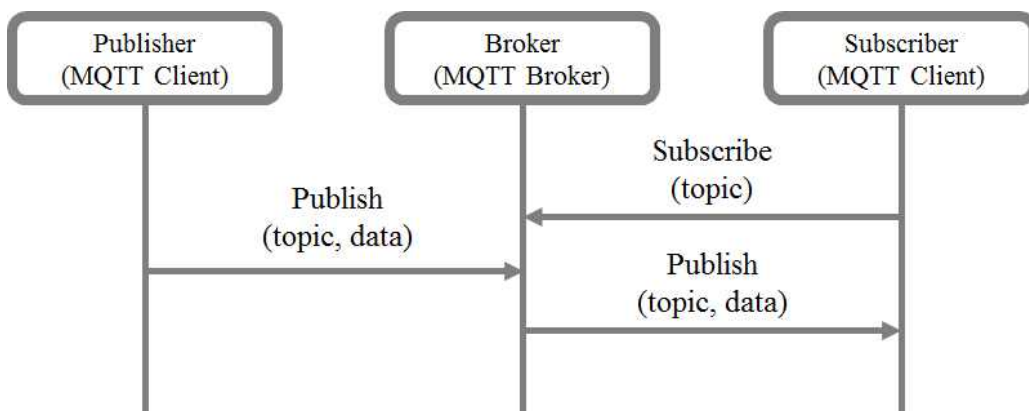 Publisher
(MQTT Client)
Broker
(MQTT Broker)
Subscriber
(MQTT Client)
Subscribe
(topic)
Publish
(topic, data)
Publish
(topic, data)